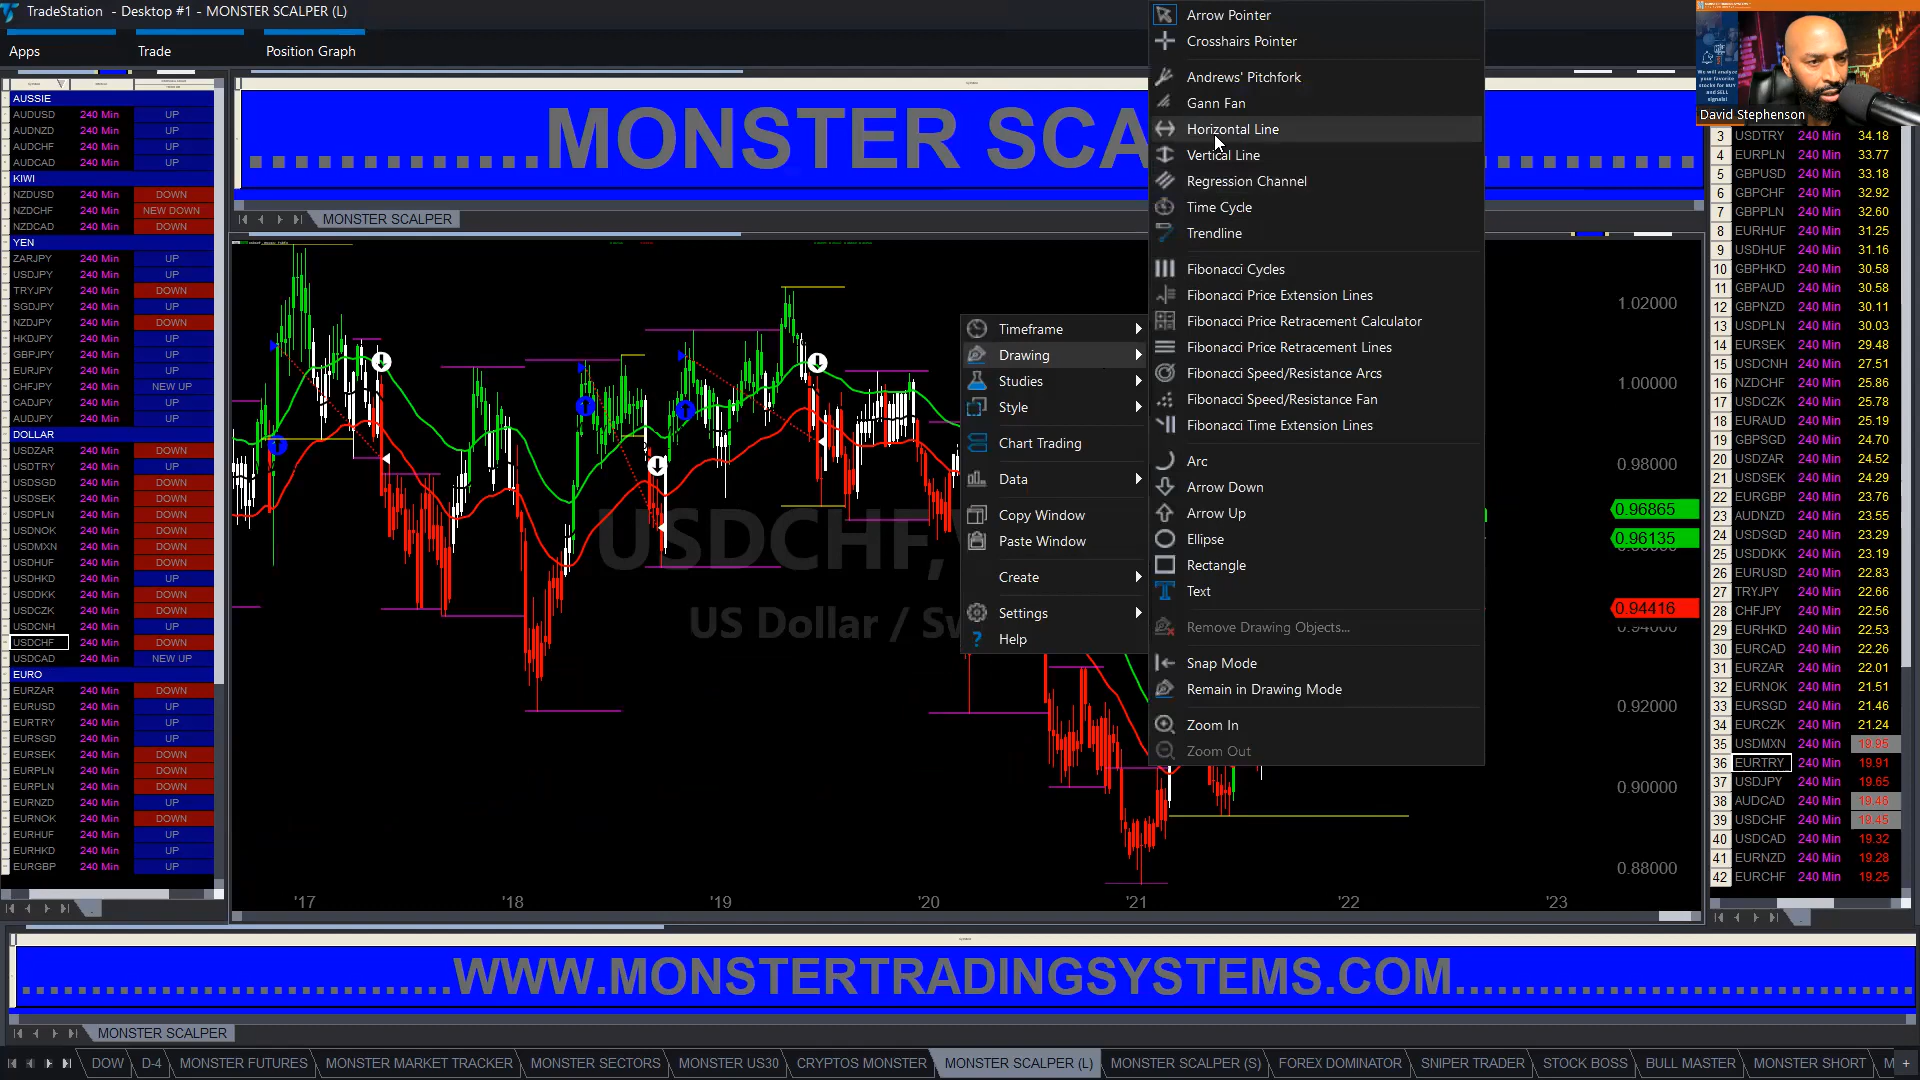 TradeStation - Desktop #1 - MONSTER SCALPER (L)
Apps
Trade
Position Graph
AUSSIE
AUDUSD 240 Min UP
AUDNZD 240 Min UP
AUDCHF 240 Min UP
AUDCAD 240 Min UP
KIWI
NZDUSD 240 Min DOWN
NZDCHF 240 Min NEW DOWN
NZDCAD 240 Min DOWN
YEN
ZARJPY 240 Min UP
USDJPY 240 Min UP
TRYJPY 240 Min DOWN
SGDJPY 240 Min UP
NZDJPY 240 Min DOWN
HKDJPY 240 Min UP
GBPJPY 240 Min UP
EURJPY 240 Min UP
CHFJPY 240 Min NEW UP
CADJPY 240 Min UP
AUDJPY 240 Min UP
DOLLAR
USDZAR 240 Min DOWN
USDTRY 240 Min UP
USDSGD 240 Min DOWN
USDSEK 240 Min DOWN
USDPLN 240 Min DOWN
USDNOK 240 Min DOWN
USDMXN 240 Min DOWN
USDHUF 240 Min DOWN
USDHKD 240 Min UP
USDDKK 240 Min DOWN
USDCZK 240 Min DOWN
USDCNH 240 Min UP
USDCHF 240 Min DOWN
USDCAD 240 Min NEW UP
EURO
EURZAR 240 Min DOWN
EURUSD 240 Min UP
EURTRY 240 Min UP
EURSGD 240 Min UP
EURSEK 240 Min DOWN
EURPLN 240 Min DOWN
EURPLN 240 Min DOWN
EURNZD 240 Min UP
EURNOK 240 Min DOWN
EURHUF 240 Min UP
EURHKD 240 Min UP
EURGBP 240 Min UP
...............MONSTER SCA
MONSTER SCALPER
USDCHF,
US Dollar / Sw
Timeframe
Drawing
Studies
Style
Chart Trading
Data
Copy Window
Paste Window
Create
Settings
Help
Arrow Pointer
Crosshairs Pointer
Andrews' Pitchfork
Gann Fan
Horizontal Line
Vertical Line
Regression Channel
Time Cycle
Trendline
Fibonacci Cycles
Fibonacci Price Extension Lines
Fibonacci Price Retracement Calculator
Fibonacci Price Retracement Lines
Fibonacci Speed/Resistance Arcs
Fibonacci Speed/Resistance Fan
Fibonacci Time Extension Lines
Arc
Arrow Down
Arrow Up
Ellipse
Rectangle
Text
Remove Drawing Objects...
Snap Mode
Remain in Drawing Mode
Zoom In
Zoom Out
1.02000
1.00000
0.98000
0.96865
0.96135
0.94416
0.94000
0.92000
0.90000
0.88000
'17 '18 '19 '20 '21 '22 '23
We will analyze
your favorite
stocks for BUY
and SELL
signals!
David Stephenson
3 USDTRY 240 Min 34.18
4 EURPLN 240 Min 33.77
5 GBPUSD 240 Min 33.18
6 GBPCHF 240 Min 32.92
7 GBPPLN 240 Min 32.60
8 EURHUF 240 Min 31.25
9 USDHUF 240 Min 31.16
10 GBPHKD 240 Min 30.58
11 GBPAUD 240 Min 30.58
12 GBPNZD 240 Min 30.11
13 USDPLN 240 Min 30.03
14 EURSEK 240 Min 29.48
15 USDCNH 240 Min 27.51
16 NZDCHF 240 Min 25.86
17 USDCZK 240 Min 25.78
18 EURAUD 240 Min 25.19
19 GBPSGD 240 Min 24.70
20 USDZAR 240 Min 24.52
21 USDSEK 240 Min 24.29
22 EURGBP 240 Min 23.76
23 AUDNZD 240 Min 23.55
24 USDSGD 240 Min 23.29
25 USDDKK 240 Min 23.19
26 EURUSD 240 Min 22.83
27 TRYJPY 240 Min 22.66
28 CHFJPY 240 Min 22.56
29 EURHKD 240 Min 22.53
30 EURCAD 240 Min 22.26
31 EURZAR 240 Min 22.01
32 EURNOK 240 Min 21.51
33 EURSGD 240 Min 21.46
34 EURCZK 240 Min 21.24
35 USDMXN 240 Min 19.95
36 EURTRY 240 Min 19.91
37 USDJPY 240 Min 19.65
38 AUDCAD 240 Min 19.46
39 USDCHF 240 Min 19.45
40 USDCAD 240 Min 19.32
41 EURNZD 240 Min 19.28
42 EURCHF 240 Min 19.25
..............................WWW.MONSTERTRADINGSYSTEMS.COM..............................
MONSTER SCALPER
DOW D-4 MONSTER FUTURES MONSTER MARKET TRACKER MONSTER SECTORS MONSTER US30 CRYPTOS MONSTER MONSTER SCALPER (L) MONSTER SCALPER (S) FOREX DOMINATOR SNIPER TRADER STOCK BOSS BULL MASTER MONSTER SHORT M